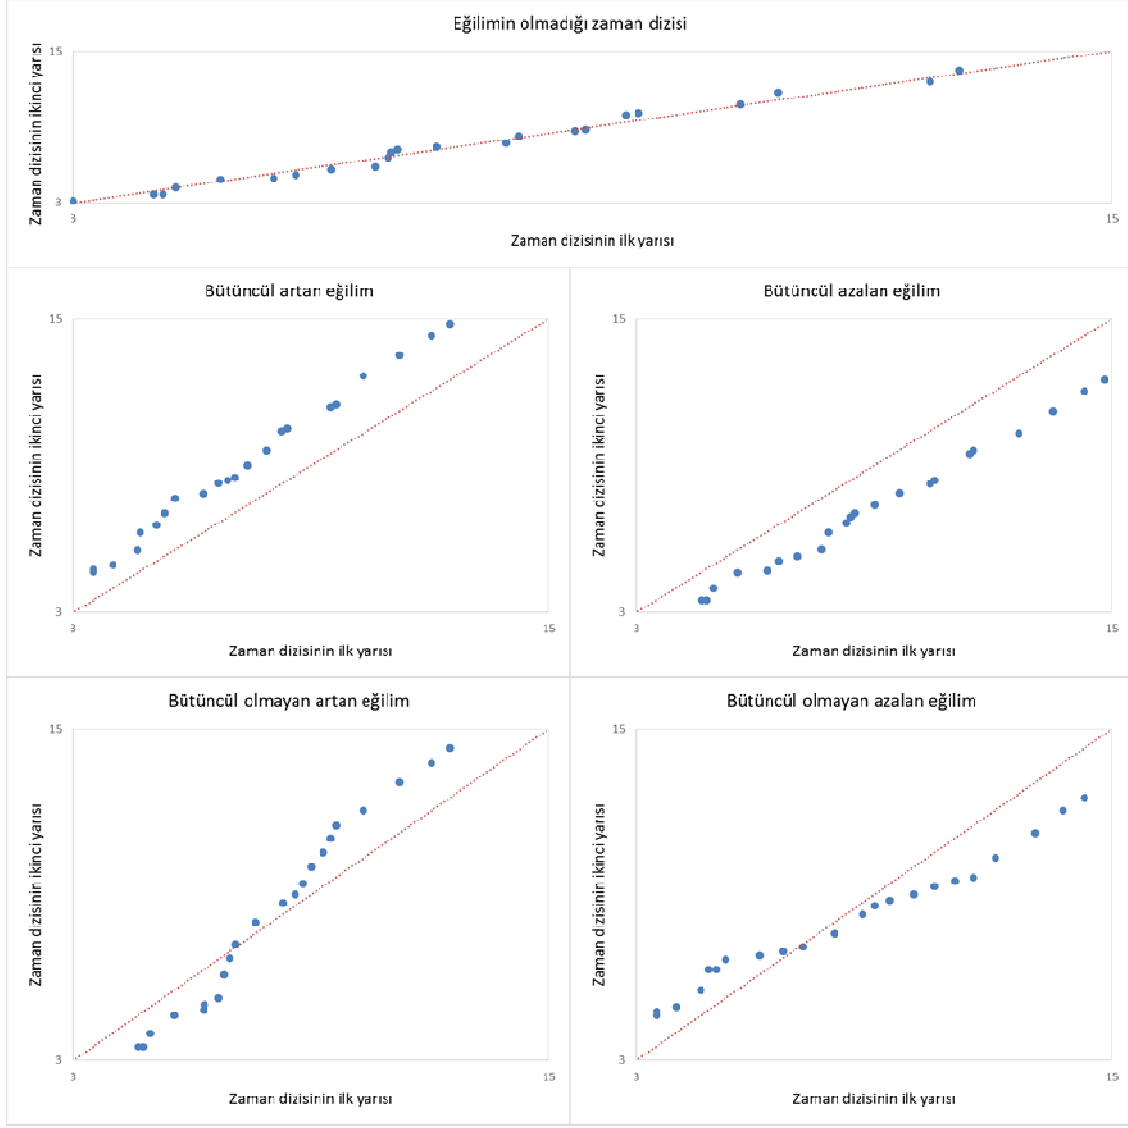 Eğilimin olmadığı zaman dizisi
Zaman dizisinin ikinci yarısı
15
3
3
15
Zaman dizisinin ilk yarısı
Bütüncül artan eğilim
Zaman dizisinin ikinci yarısı
15
3
3
15
Zaman dizisinin ilk yarısı
Bütüncül azalan eğilim
Zaman dizisinin ikinci yarısı
15
3
3
15
Zaman dizisinin ilk yarısı
Bütüncül olmayan artan eğilim
Zaman dizisinin ikinci yarısı
15
3
3
15
Zaman dizisinin ilk yarısı
Bütüncül olmayan azalan eğilim
Zaman dizisinin ikinci yarısı
15
3
3
15
Zaman dizisinin ilk yarısı